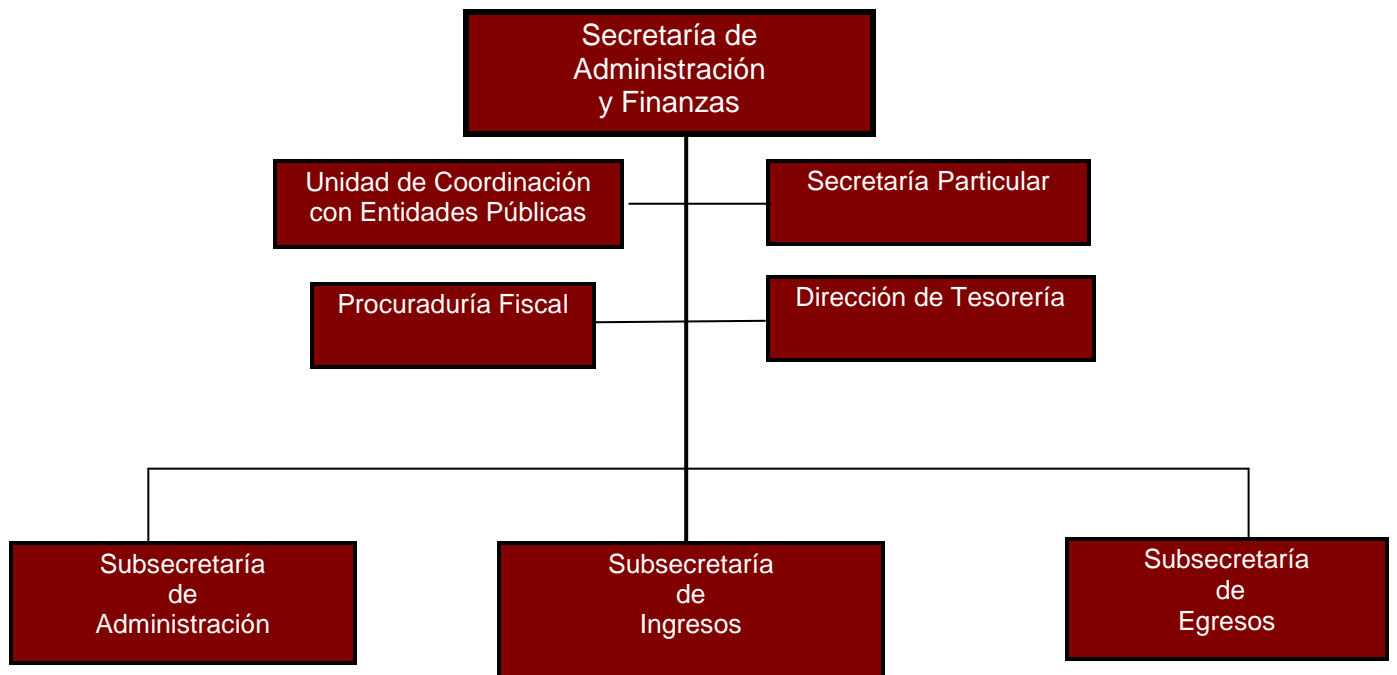 Secretaría de
Administración
y Finanzas
Unidad de Coordinación
con Entidades Públicas
Secretaría Particular
Procuraduría Fiscal
Dirección de Tesorería
Subsecretaría
de
Administración
Subsecretaría
de
Ingresos
Subsecretaría
de
Egresos